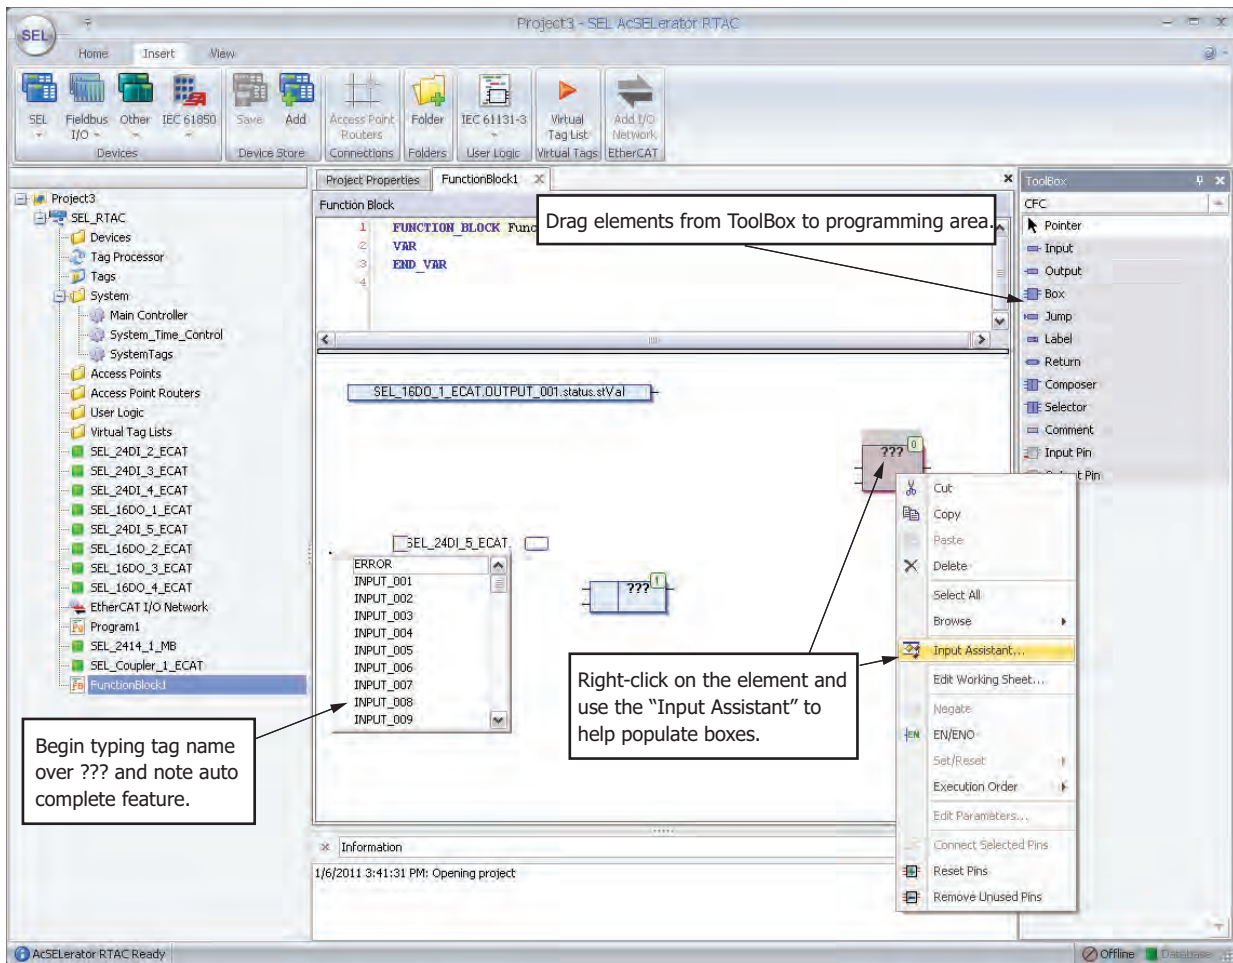 Project3 - SEL AcSELerator RTAC
SEL
Home Insert View
SEL
Fieldbus I/O
Other
IEC 61850
Devices
Save
Add
Device Store
Access Point Routers
Connections
Folder
Folders
IEC 61131-3
User Logic
Virtual Tag List
Virtual Tags
Add I/O Network
EtherCAT
Project3
SEL_RTAC
Devices
Tag Processor
Tags
System
Main Controller
System_Time_Control
SystemTags
Access Points
Access Point Routers
User Logic
Virtual Tag Lists
SEL_24DI_2_ECAT
SEL_24DI_3_ECAT
SEL_24DI_4_ECAT
SEL_16DO_1_ECAT
SEL_24DI_5_ECAT
SEL_16DO_2_ECAT
SEL_16DO_3_ECAT
SEL_16DO_4_ECAT
EtherCAT I/O Network
Program1
SEL_2414_1_MB
SEL_Coupler_1_ECAT
FunctionBlock1
Begin typing tag name
over ??? and note auto
complete feature.
Project Properties FunctionBlock1
Function Block
1 FUNCTION_BLOCK Func
2 VAR
3 END_VAR
4
Drag elements from ToolBox to programming area.
SEL_16DO_1_ECAT.OUTPUT_001.status.stVal
??? 0
SEL_24DI_5_ECAT.
ERROR
INPUT_001
INPUT_002
INPUT_003
INPUT_004
INPUT_005
INPUT_006
INPUT_007
INPUT_008
INPUT_009
??? 1
Right-click on the element and
use the “Input Assistant” to
help populate boxes.
Cut
Copy
Paste
Delete
Select All
Browse
Input Assistant...
Edit Working Sheet...
Negate
EN EN/ENO
Set/Reset
Execution Order
Edit Parameters...
Connect Selected Pins
Reset Pins
Remove Unused Pins
ToolBox
CFC
Pointer
Input
Output
Box
Jump
Label
Return
Composer
Selector
Comment
Input Pin
t Pin
Information
1/6/2011 3:41:31 PM: Opening project
AcSELerator RTAC Ready
Offline Database